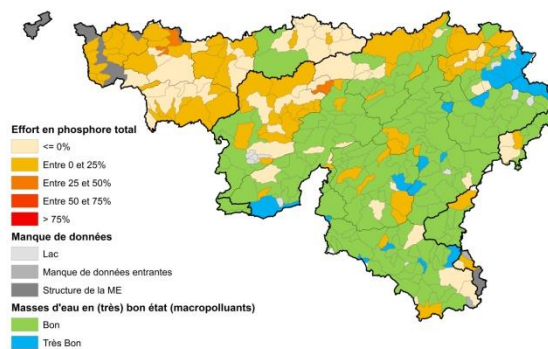 Effort en phosphore total
<= 0%
Entre 0 et 25%
Entre 25 et 50%
Entre 50 et 75%
> 75%
Manque de données
Lac
Manque de données entrantes
Structure de la ME
Masses d'eau en (très) bon état (macropolluants)
Bon
Très Bon